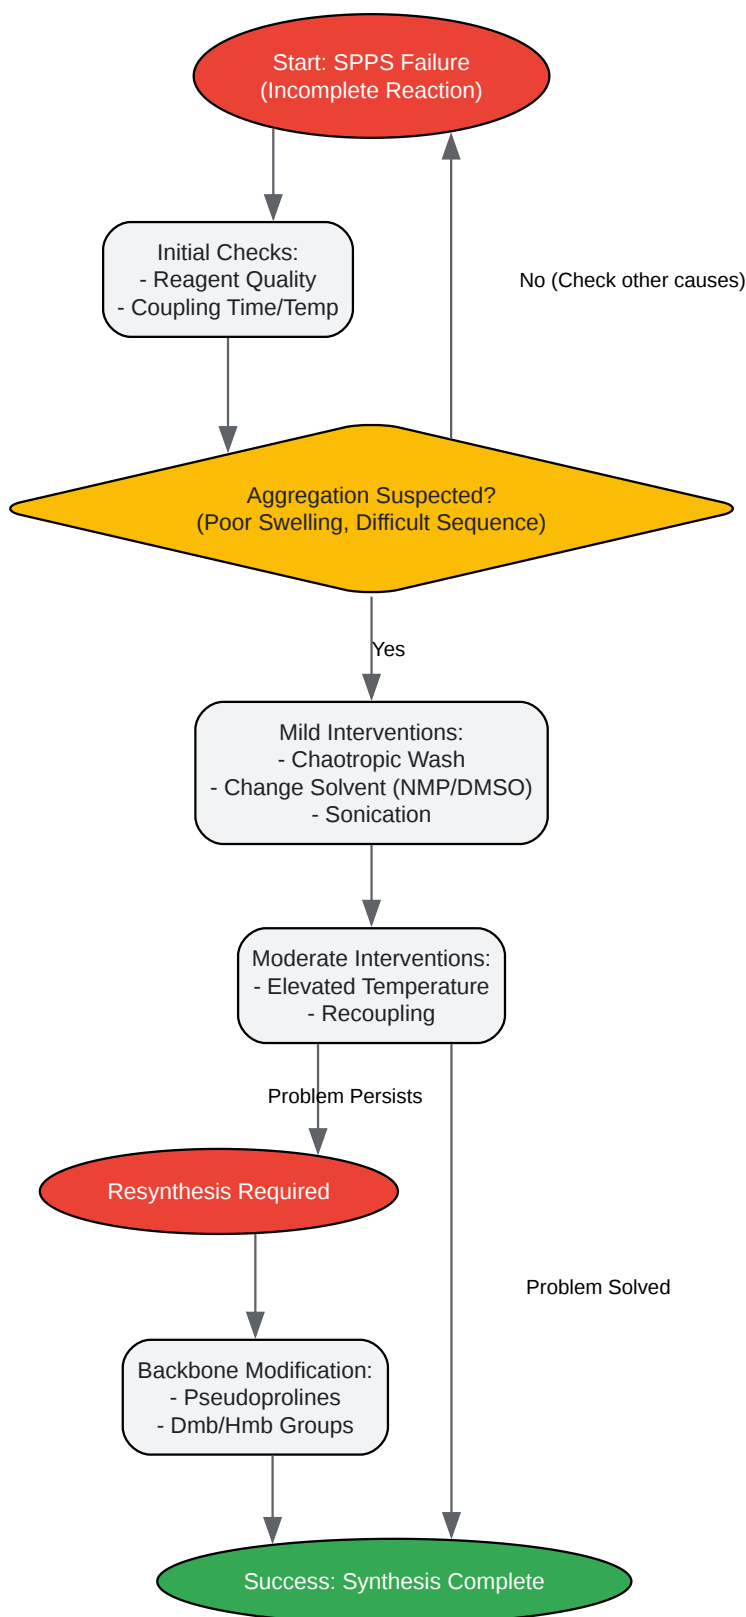 Start: SPPS Failure
(Incomplete Reaction)
Initial Checks:
- Reagent Quality
- Coupling Time/Temp
No (Check other causes)
Aggregation Suspected?
(Poor Swelling, Difficult Sequence)
Yes
Mild Interventions:
- Chaotropic Wash
- Change Solvent (NMP/DMSO)
- Sonication
Moderate Interventions:
- Elevated Temperature
- Recoupling
Problem Persists
Resynthesis Required
Problem Solved
Backbone Modification:
- Pseudoprolines
- Dmb/Hmb Groups
Success: Synthesis Complete